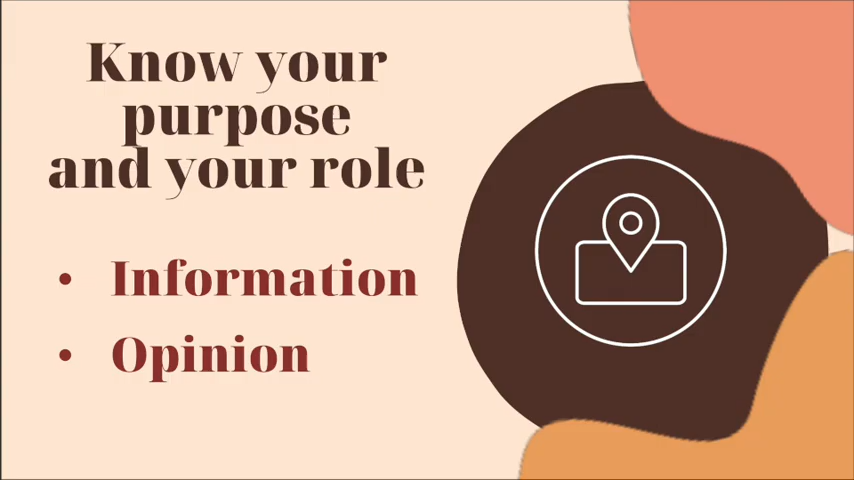 Know your
purpose
and your role
• Information
• Opinion